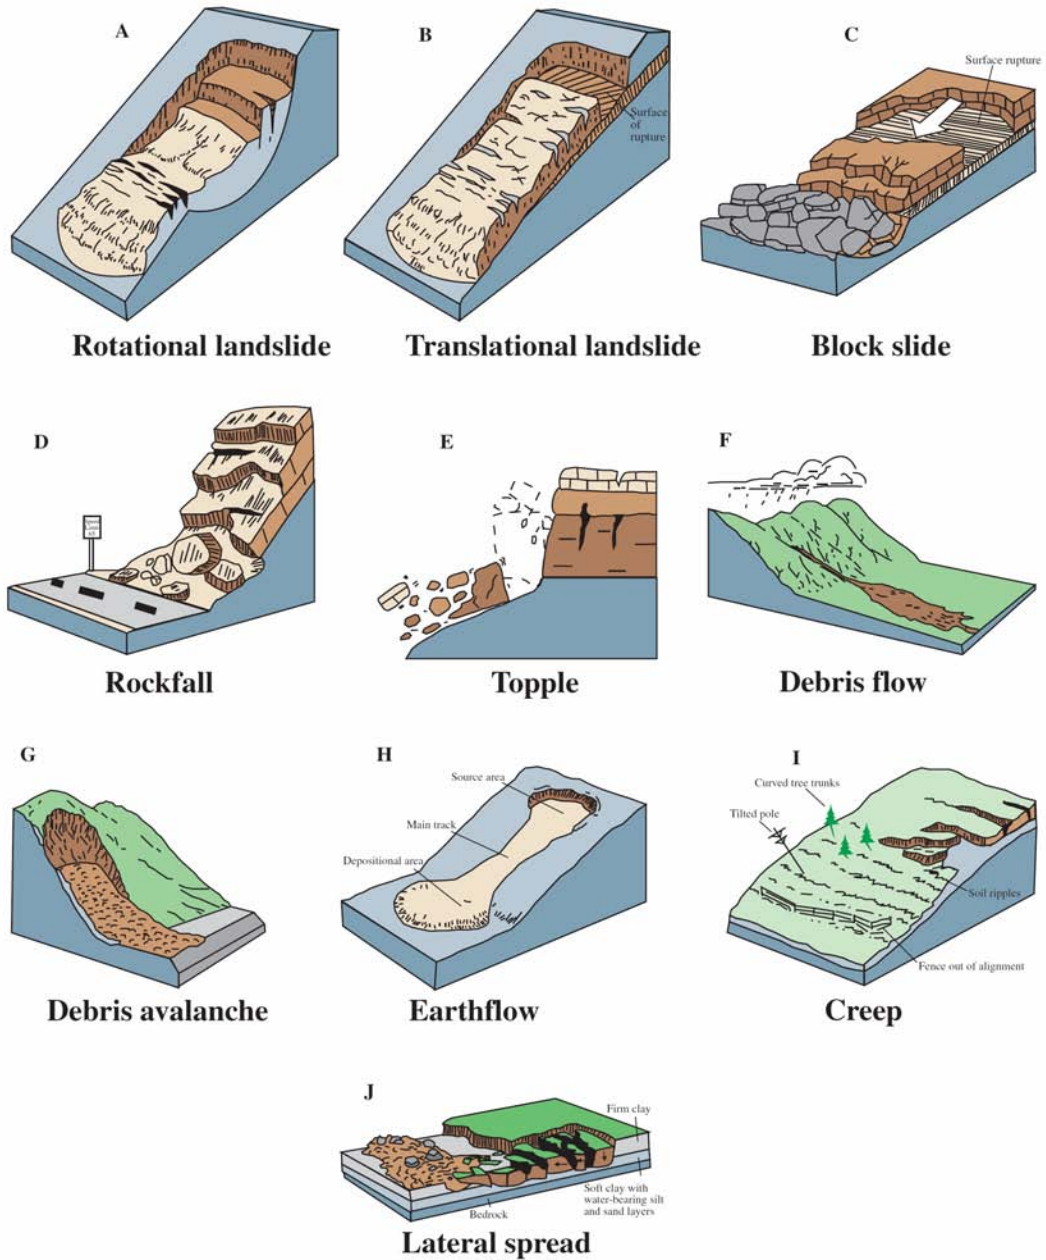 A
B
C
Surface rupture
Surface
of
rupture
Toe
Rotational landslide
Translational landslide
Block slide
D
E
F
Rockfall
Topple
Debris flow
G
H
I
Source area
Main track
Depositional area
Curved tree trunks
Tilted pole
Soil ripples
Fence out of alignment
Debris avalanche
Earthflow
Creep
J
Firm clay
Soft clay with
water-bearing silt
and sand layers
Bedrock
Lateral spread